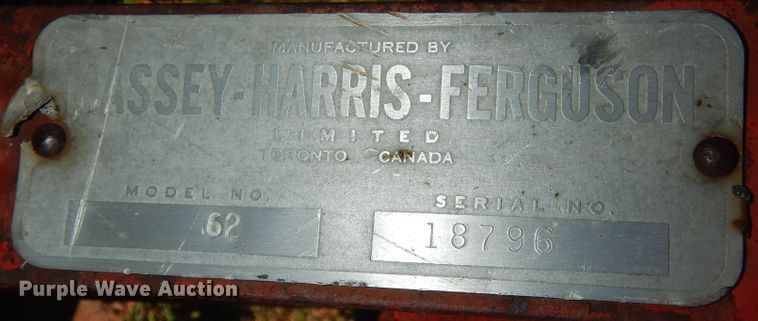 MANUFACTURED BY
MASSEY-HARRIS-FERGUSON
LIMITED
TORONTO CANADA
MODEL NO.
SERIAL NO.
62
18796
Purple Wave Auction